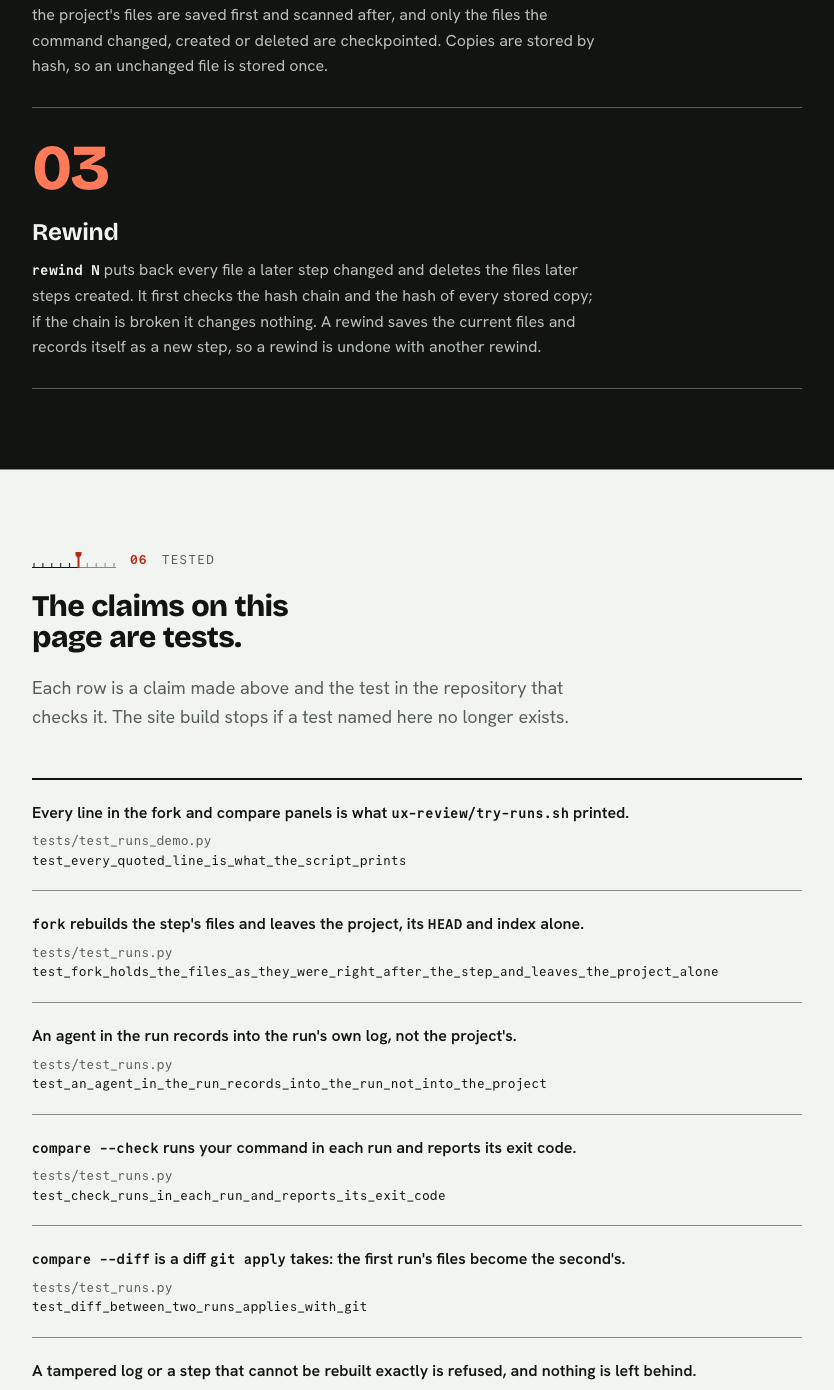 the project's files are saved first and scanned after, and only the files the
command changed, created or deleted are checkpointed. Copies are stored by
hash, so an unchanged file is stored once.
03
Rewind
rewind N puts back every file a later step changed and deletes the files later
steps created. It first checks the hash chain and the hash of every stored copy;
if the chain is broken it changes nothing. A rewind saves the current files and
records itself as a new step, so a rewind is undone with another rewind.
06 TESTED
The claims on this
page are tests.
Each row is a claim made above and the test in the repository that
checks it. The site build stops if a test named here no longer exists.
Every line in the fork and compare panels is what ux-review/try-runs.sh printed.
tests/test_runs_demo.py
test_every_quoted_line_is_what_the_script_prints
fork rebuilds the step's files and leaves the project, its HEAD and index alone.
tests/test_runs.py
test_fork_holds_the_files_as_they_were_right_after_the_step_and_leaves_the_project_alone
An agent in the run records into the run's own log, not the project's.
tests/test_runs.py
test_an_agent_in_the_run_records_into_the_run_not_into_the_project
compare --check runs your command in each run and reports its exit code.
tests/test_runs.py
test_check_runs_in_each_run_and_reports_its_exit_code
compare --diff is a diff git apply takes: the first run's files become the second's.
tests/test_runs.py
test_diff_between_two_runs_applies_with_git
A tampered log or a step that cannot be rebuilt exactly is refused, and nothing is left behind.